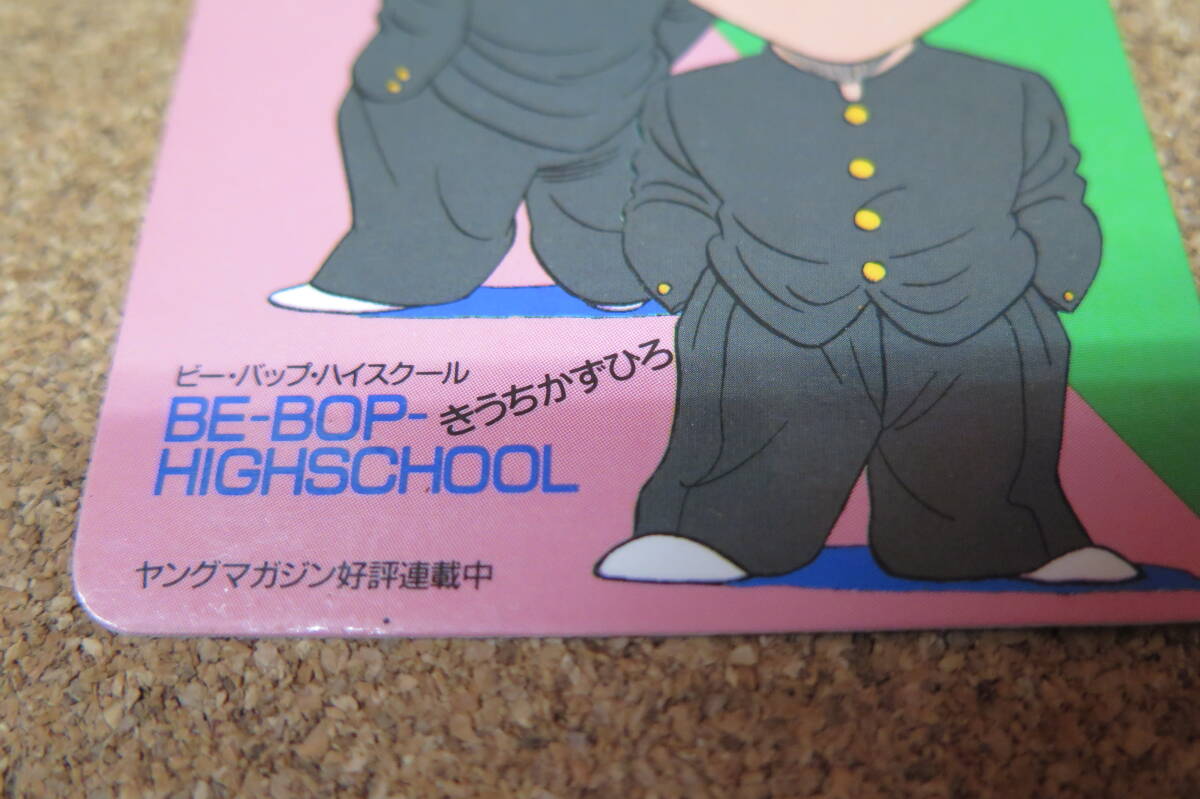 ビー・バップ・ハイスクール
BE-BOP-
HIGHSCHOOL
きうちかずひろ
ヤングマガジン好評連載中